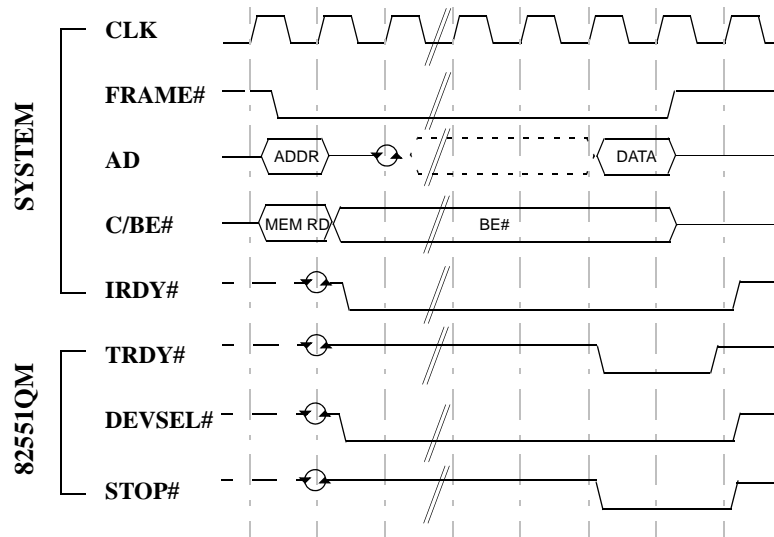 SYSTEM
CLK
FRAME#
AD
ADDR
DATA
C/BE#
MEM RD
BE#
IRDY#
82551QM
TRDY#
DEVSEL#
STOP#